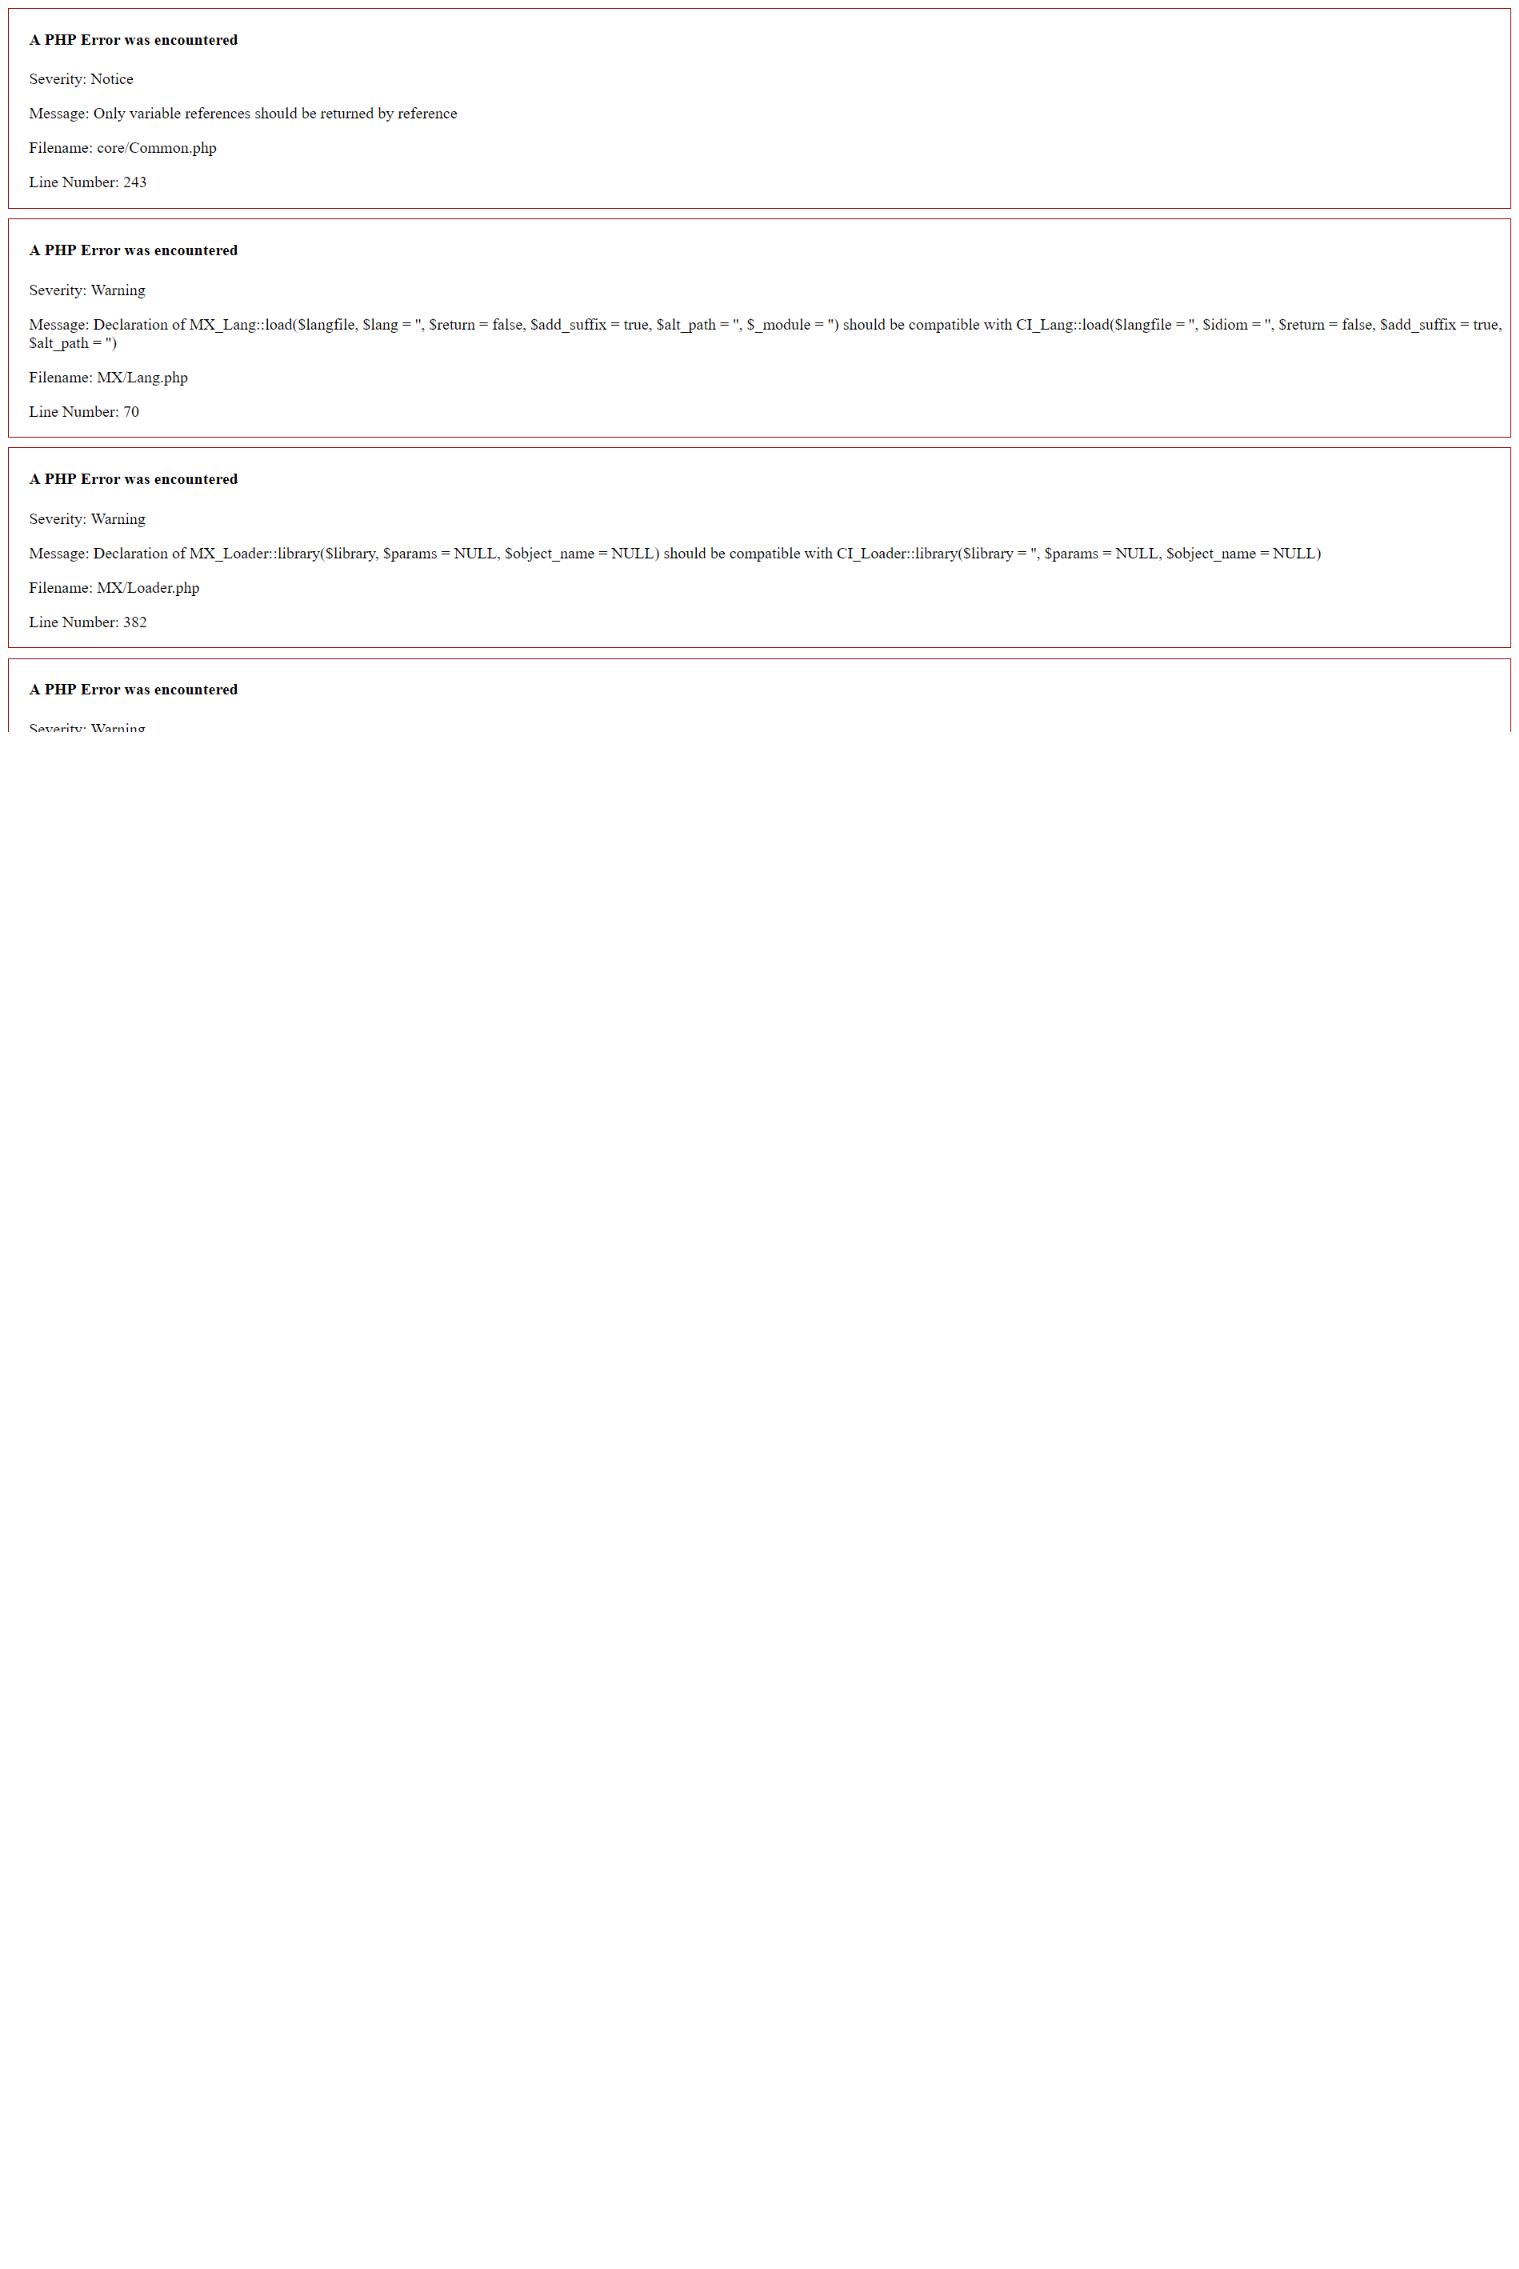 A PHP Error was encountered
Severity: Notice
Message: Only variable references should be returned by reference
Filename: core/Common.php
Line Number: 243
A PHP Error was encountered
Severity: Warning
Message: Declaration of MX_Lang::load($langfile, $lang = '', $return = false, $add_suffix = true, $alt_path = '', $_module = '') should be compatible with CI_Lang::load($langfile = '', $idiom = '', $return = false, $add_suffix = true,
$alt_path = '')
Filename: MX/Lang.php
Line Number: 70
A PHP Error was encountered
Severity: Warning
Message: Declaration of MX_Loader::library($library, $params = NULL, $object_name = NULL) should be compatible with CI_Loader::library($library = '', $params = NULL, $object_name = NULL)
Filename: MX/Loader.php
Line Number: 382
A PHP Error was encountered
Severity: Warning